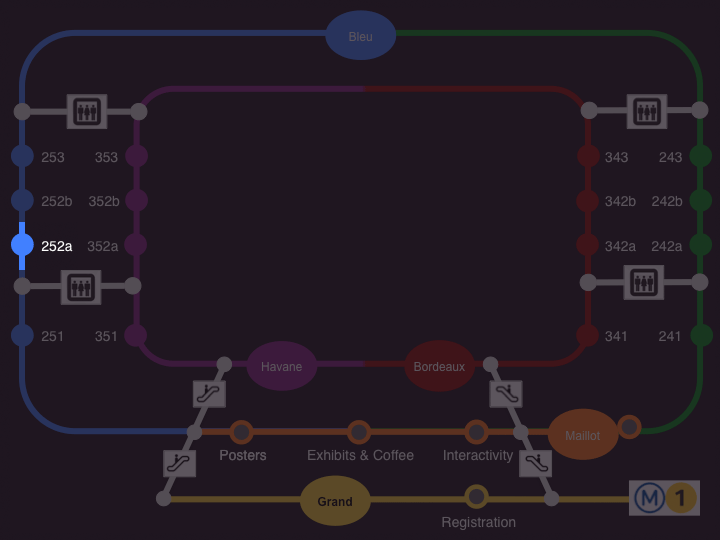 Bleu
253 353 343 243
252b 352b 342b 242b
252a 352a 342a 242a
251 351 341 241
Havane Bordeaux
Maillot
Posters Exhibits & Coffee Interactivity
Grand M 1
Registration